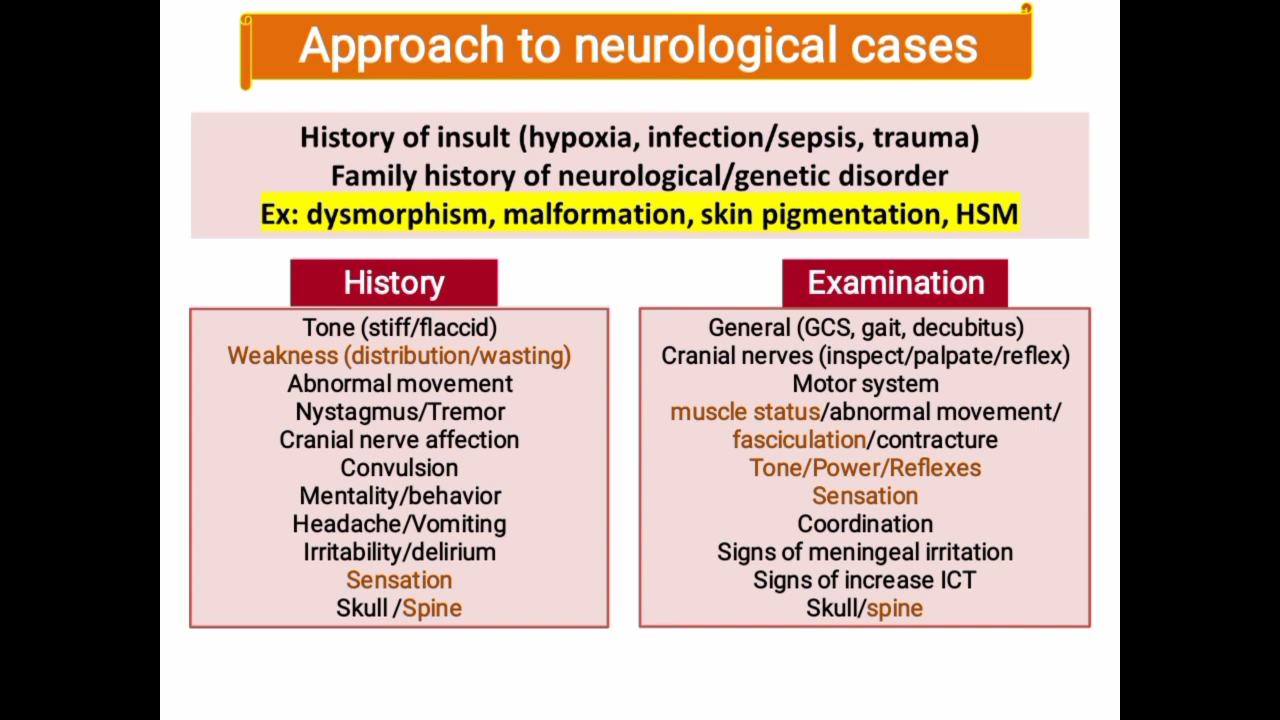 Approach to neurological cases
History of insult (hypoxia, infection/sepsis, trauma)
Family history of neurological/genetic disorder
Ex: dysmorphism, malformation, skin pigmentation, HSM
History
Tone (stiff/flaccid)
Weakness (distribution/wasting)
Abnormal movement
Nystagmus/Tremor
Cranial nerve affection
Convulsion
Mentality/behavior
Headache/Vomiting
Irritability/delirium
Sensation
Skull /Spine
Examination
General (GCS, gait, decubitus)
Cranial nerves (inspect/palpate/reflex)
Motor system
muscle status/abnormal movement/
fasciculation/contracture
Tone/Power/Reflexes
Sensation
Coordination
Signs of meningeal irritation
Signs of increase ICT
Skull/spine